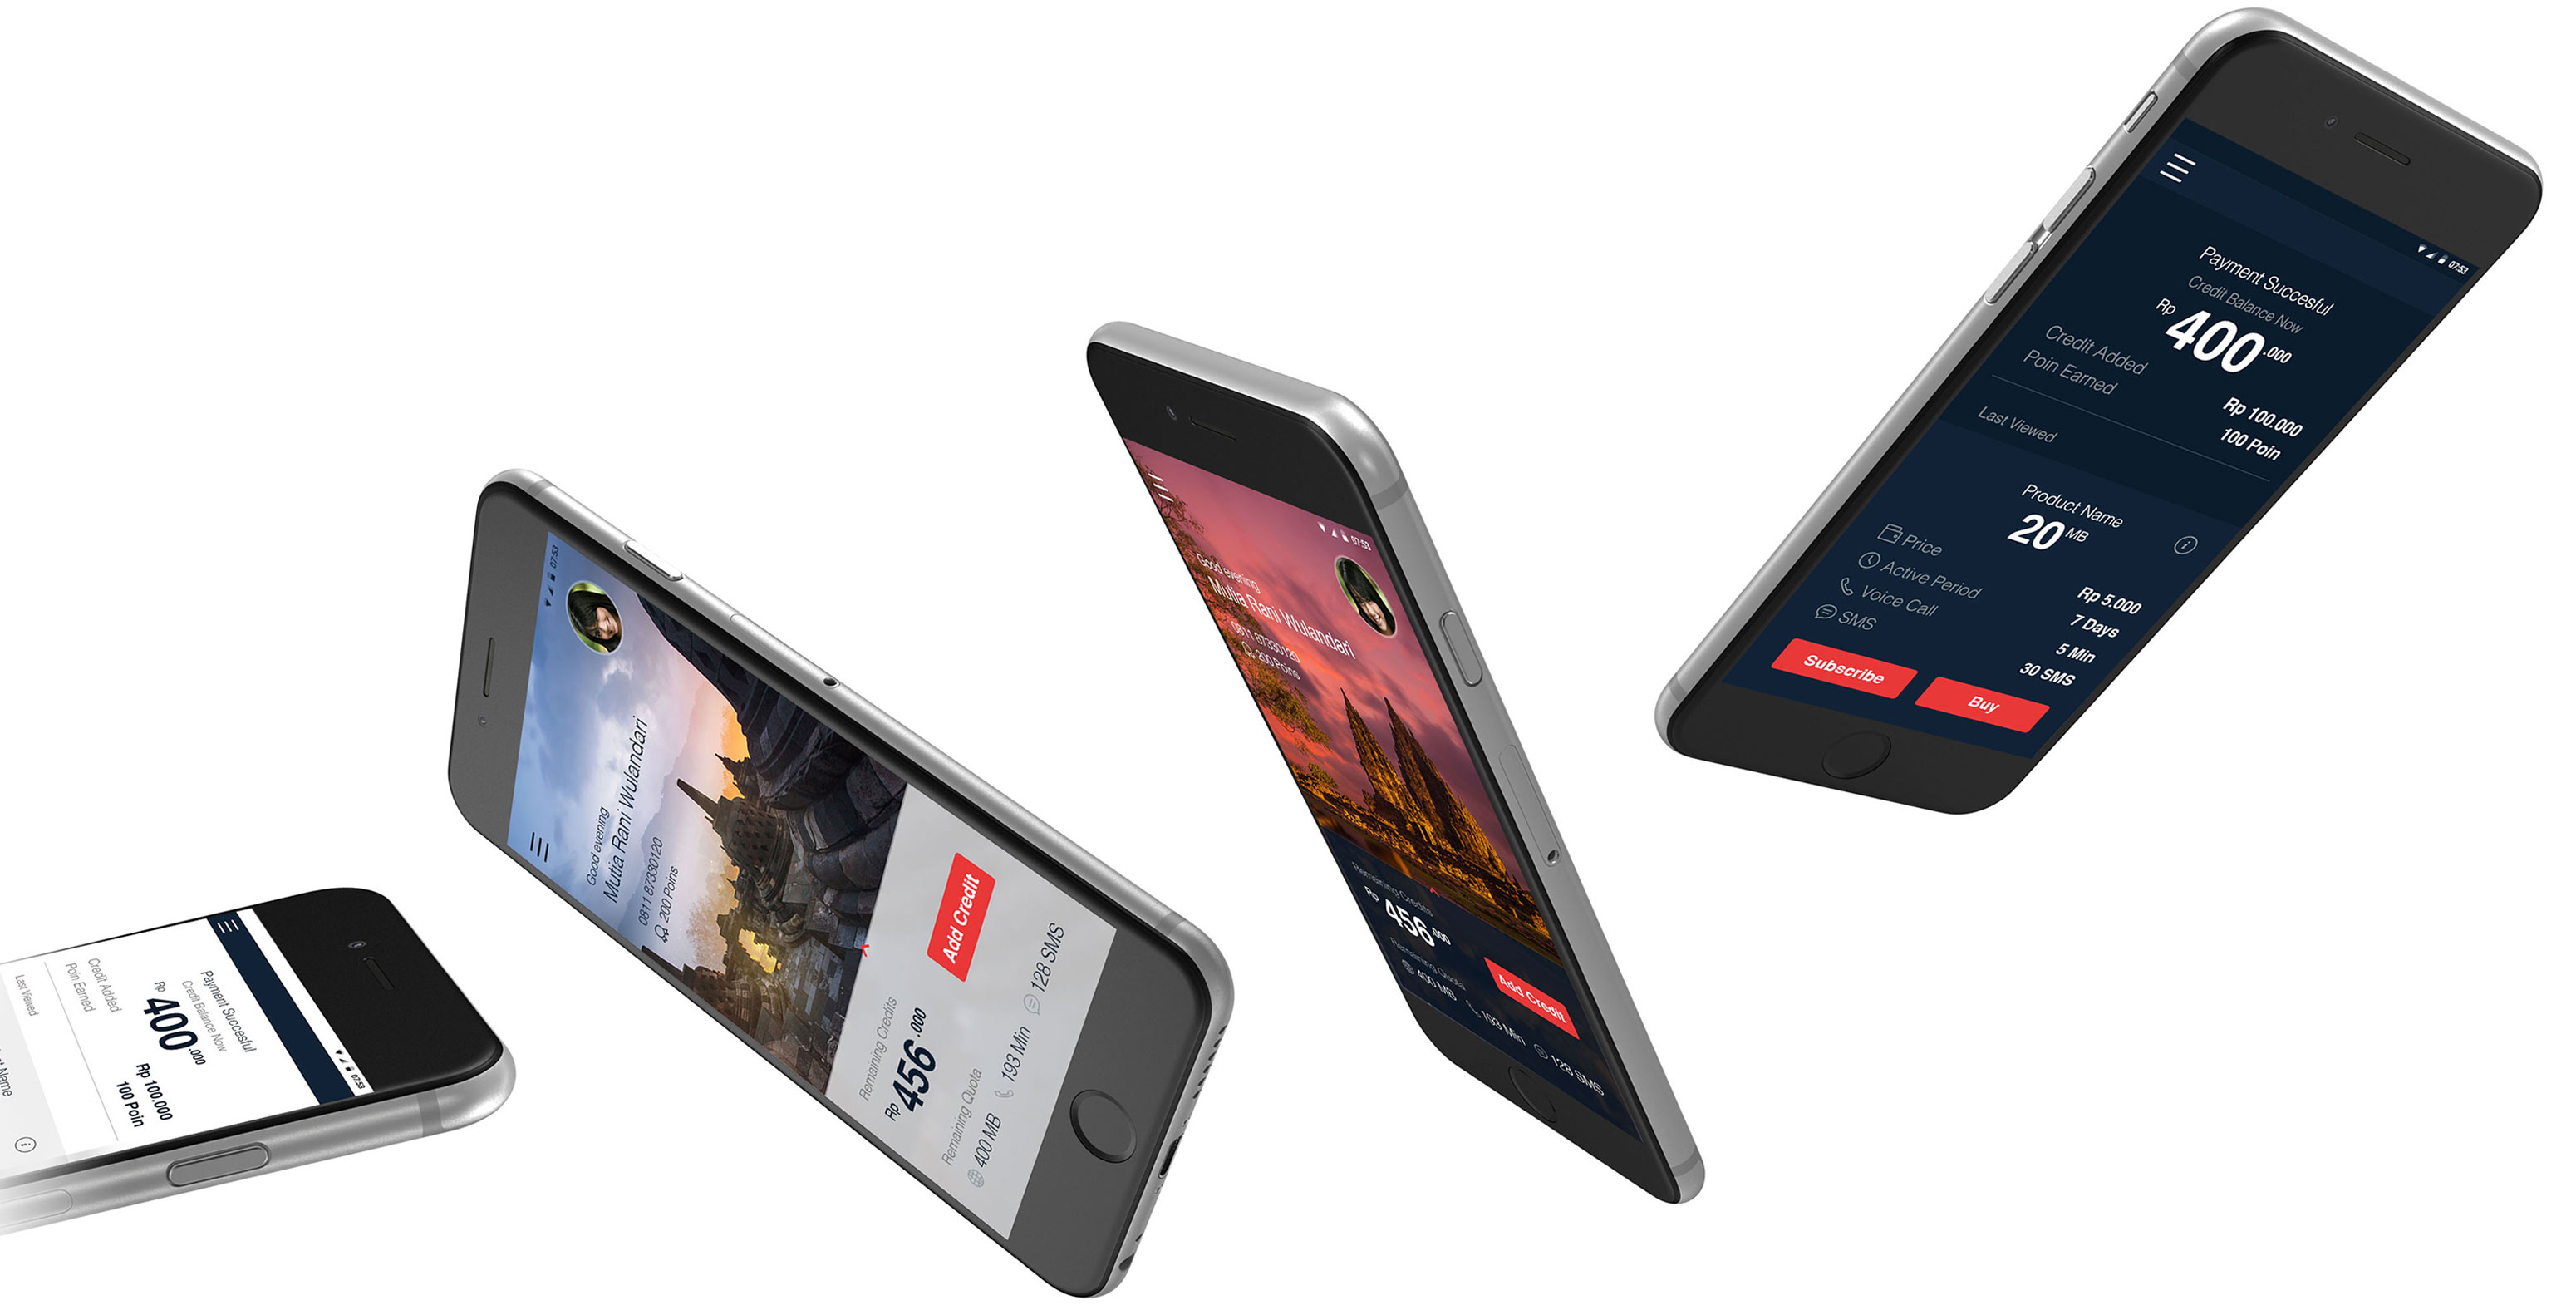 07:53
Payment Succesful
Credit Balance Now
Rp 400.000
Credit Added
Rp 100.000
Poin Earned
100 Poin
Last Viewed
07:53
Good evening
Mutia Rani Wulandari
0811 87330120
200 Poins
Remaining Credits
Rp 456.000
Add Credit
Remaining Quota
400 MB 193 Min 128 SMS
07:53
Good evening
Mutia Rani Wulandari
0811 87330120
200 Poins
Remaining Credits
Rp 456.000
Add Credit
Remaining Quota
400 MB 193 Min 128 SMS
07:53
Payment Succesful
Credit Balance Now
Rp 400.000
Credit Added
Rp 100.000
Poin Earned
100 Poin
Last Viewed
Product Name
20 MB
Price
Rp 5.000
Active Period
7 Days
Voice Call
5 Min
SMS
30 SMS
Subscribe
Buy